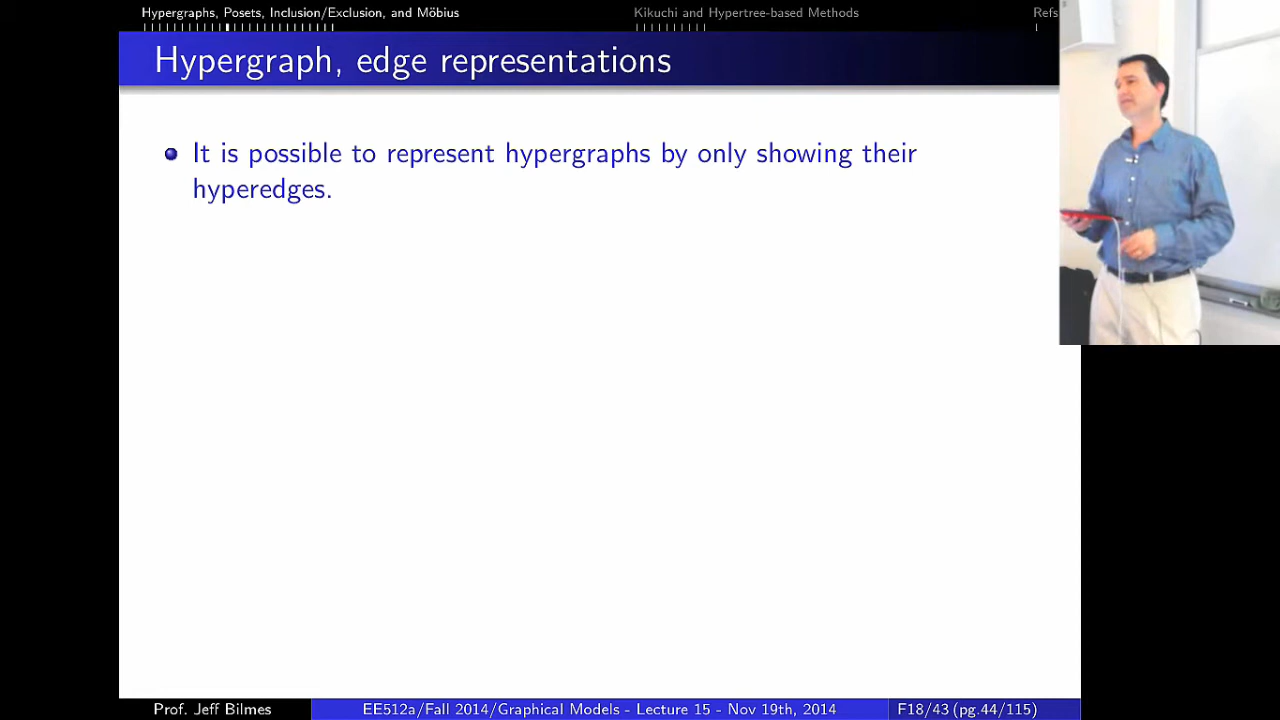 Hypergraphs, Posets, Inclusion/Exclusion, and Möbius
Kikuchi and Hypertree-based Methods
Refs
Hypergraph, edge representations
It is possible to represent hypergraphs by only showing their
hyperedges.
Prof. Jeff Bilmes
EE512a/Fall 2014/Graphical Models - Lecture 15 - Nov 19th, 2014
F18/43 (pg.44/115)